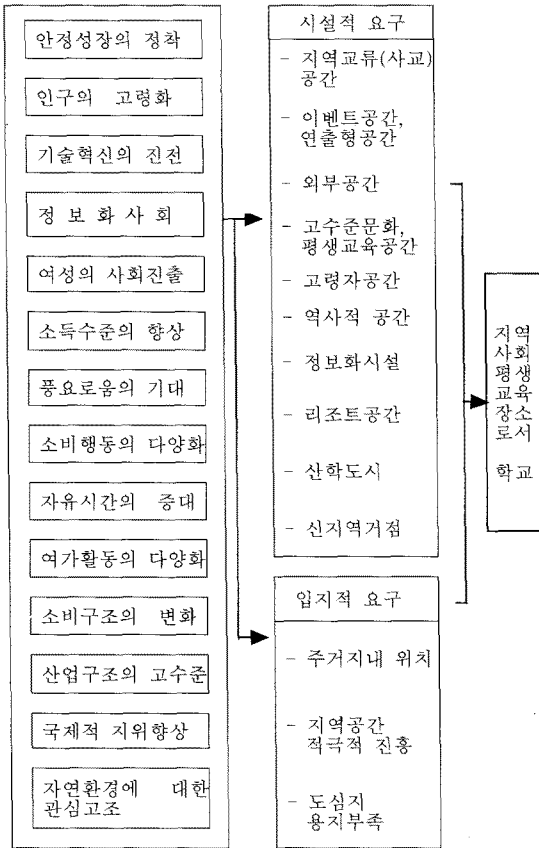 안정성장의 정착
인구의 고령화
기술혁신의 진전
정 보 화 사 회
여성의 사회진출
소득수준의 향상
풍요로움의 기대
소비행동의 다양화
자유시간의 증대
여가활동의 다양화
소비구조의 변화
산업구조의 고수준
국제적 지위향상
자연환경에 대한
관심고조
시설적 요구
- 지역교류(사교)
공간
- 이벤트공간,
연출형공간
- 외부공간
- 고수준문화,
평생교육공간
- 고령자공간
- 역사적 공간
- 정보화시설
- 리조트공간
- 산학도시
- 신지역거점
입지적 요구
- 주거지내 위치
- 지역공간
적극적 진흥
- 도심지
용지부족
지역
사회
평생
교육
장소
로서
학교